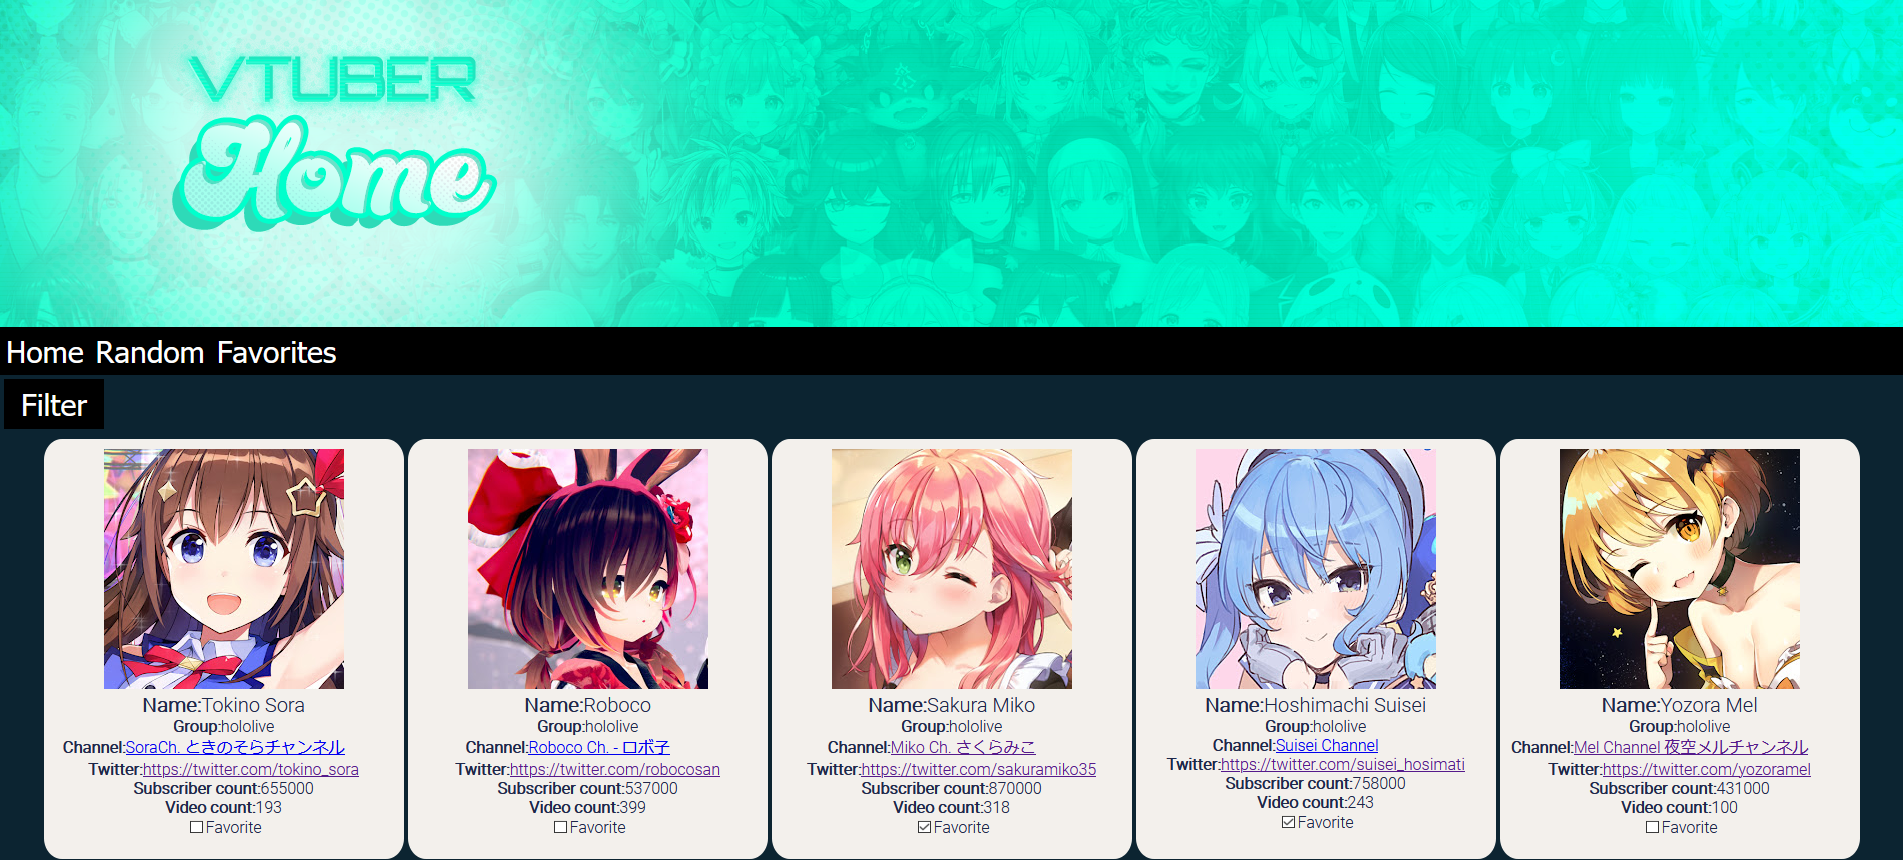 VTUBER
Home
Home Random Favorites
Filter
Name:Tokino Sora
Group:hololive
Channel:SoraCh. ときのそらチャンネル
Twitter:https://twitter.com/tokino_sora
Subscriber count:655000
Video count:193
Favorite
Name:Roboco
Group:hololive
Channel:Roboco Ch. - ロボ子
Twitter:https://twitter.com/robocosan
Subscriber count:537000
Video count:399
Favorite
Name:Sakura Miko
Group:hololive
Channel:Miko Ch. さくらみこ
Twitter:https://twitter.com/sakuramiko35
Subscriber count:870000
Video count:318
Favorite
Name:Hoshimachi Suisei
Group:hololive
Channel:Suisei Channel
Twitter:https://twitter.com/suisei_hosimati
Subscriber count:758000
Video count:243
Favorite
Name:Yozora Mel
Group:hololive
Channel:Mel Channel 夜空メルチャンネル
Twitter:https://twitter.com/yozoramel
Subscriber count:431000
Video count:100
Favorite